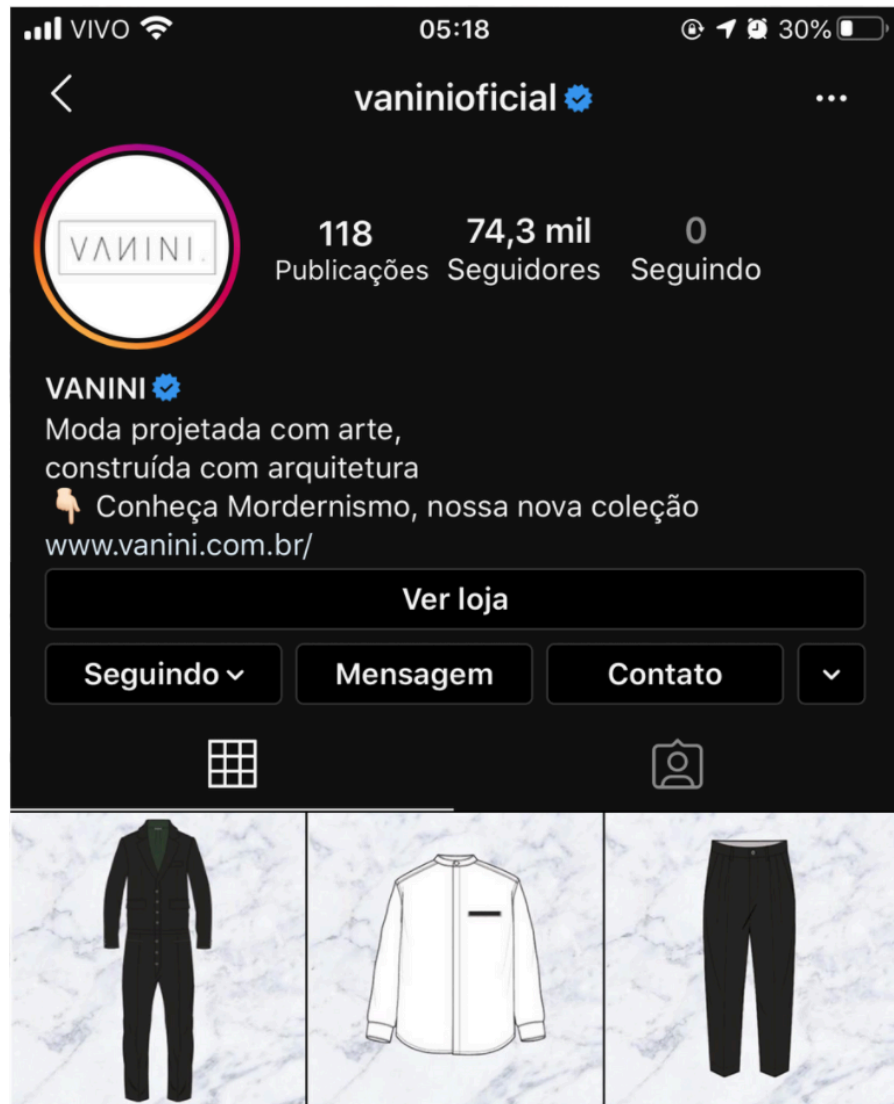 VIVO 05:18 30%
vaninioficial
VANINI.
118 74,3 mil 0
Publicações Seguidores Seguindo
VANINI
Moda projetada com arte,
construída com arquitetura
👇🏻 Conheça Mordernismo, nossa nova coleção
www.vanini.com.br/
Ver loja
Seguindo Mensagem Contato